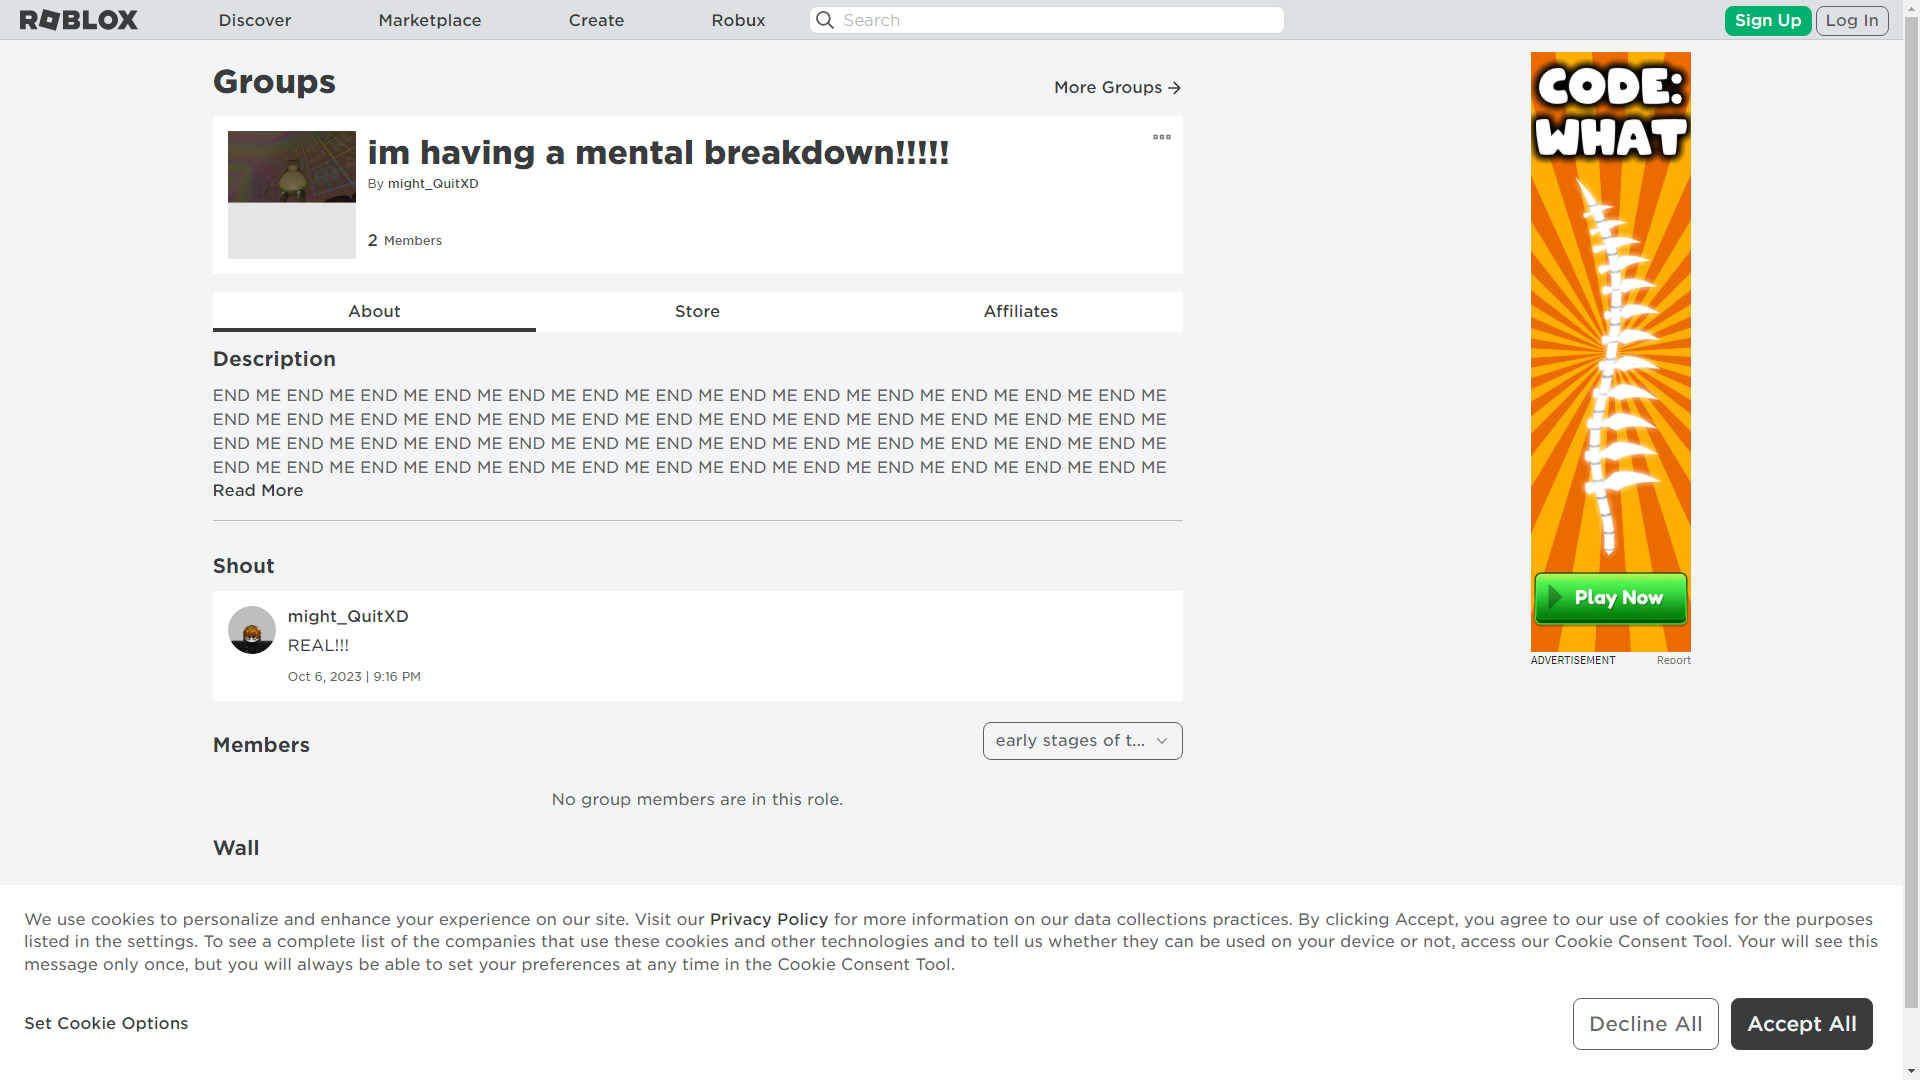 ROBLOX
Discover
Marketplace
Create
Robux
Search
Sign Up
Log In
Groups
More Groups
im having a mental breakdown!!!!!
By might_QuitXD
2 Members
About
Store
Affiliates
Description
END ME END ME END ME END ME END ME END ME END ME END ME END ME END ME END ME END ME END ME
END ME END ME END ME END ME END ME END ME END ME END ME END ME END ME END ME END ME END ME
END ME END ME END ME END ME END ME END ME END ME END ME END ME END ME END ME END ME END ME
END ME END ME END ME END ME END ME END ME END ME END ME END ME END ME END ME END ME END ME
Read More
Shout
might_QuitXD
REAL!!!
Oct 6, 2023 | 9:16 PM
Members
early stages of t...
No group members are in this role.
Wall
CODE:
WHAT
Play Now
ADVERTISEMENT
Report
We use cookies to personalize and enhance your experience on our site. Visit our Privacy Policy for more information on our data collections practices. By clicking Accept, you agree to our use of cookies for the purposes
listed in the settings. To see a complete list of the companies that use these cookies and other technologies and to tell us whether they can be used on your device or not, access our Cookie Consent Tool. Your will see this
message only once, but you will always be able to set your preferences at any time in the Cookie Consent Tool.
Set Cookie Options
Decline All
Accept All